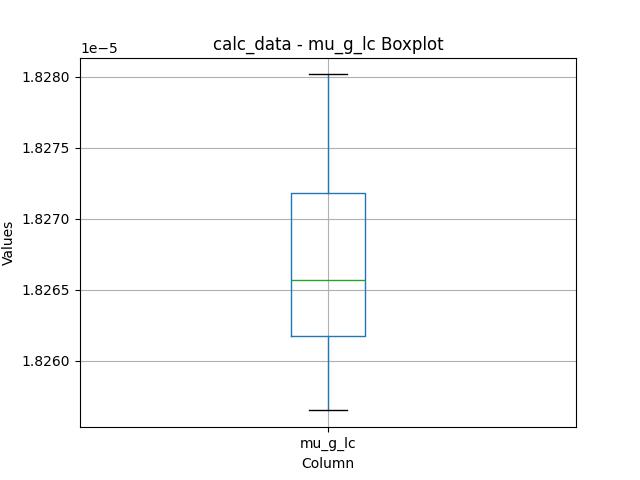 calc_data - mu_g_lc Boxplot
1e−5
1.8280
1.8275
1.8270
1.8265
1.8260
Values
mu_g_lc
Column